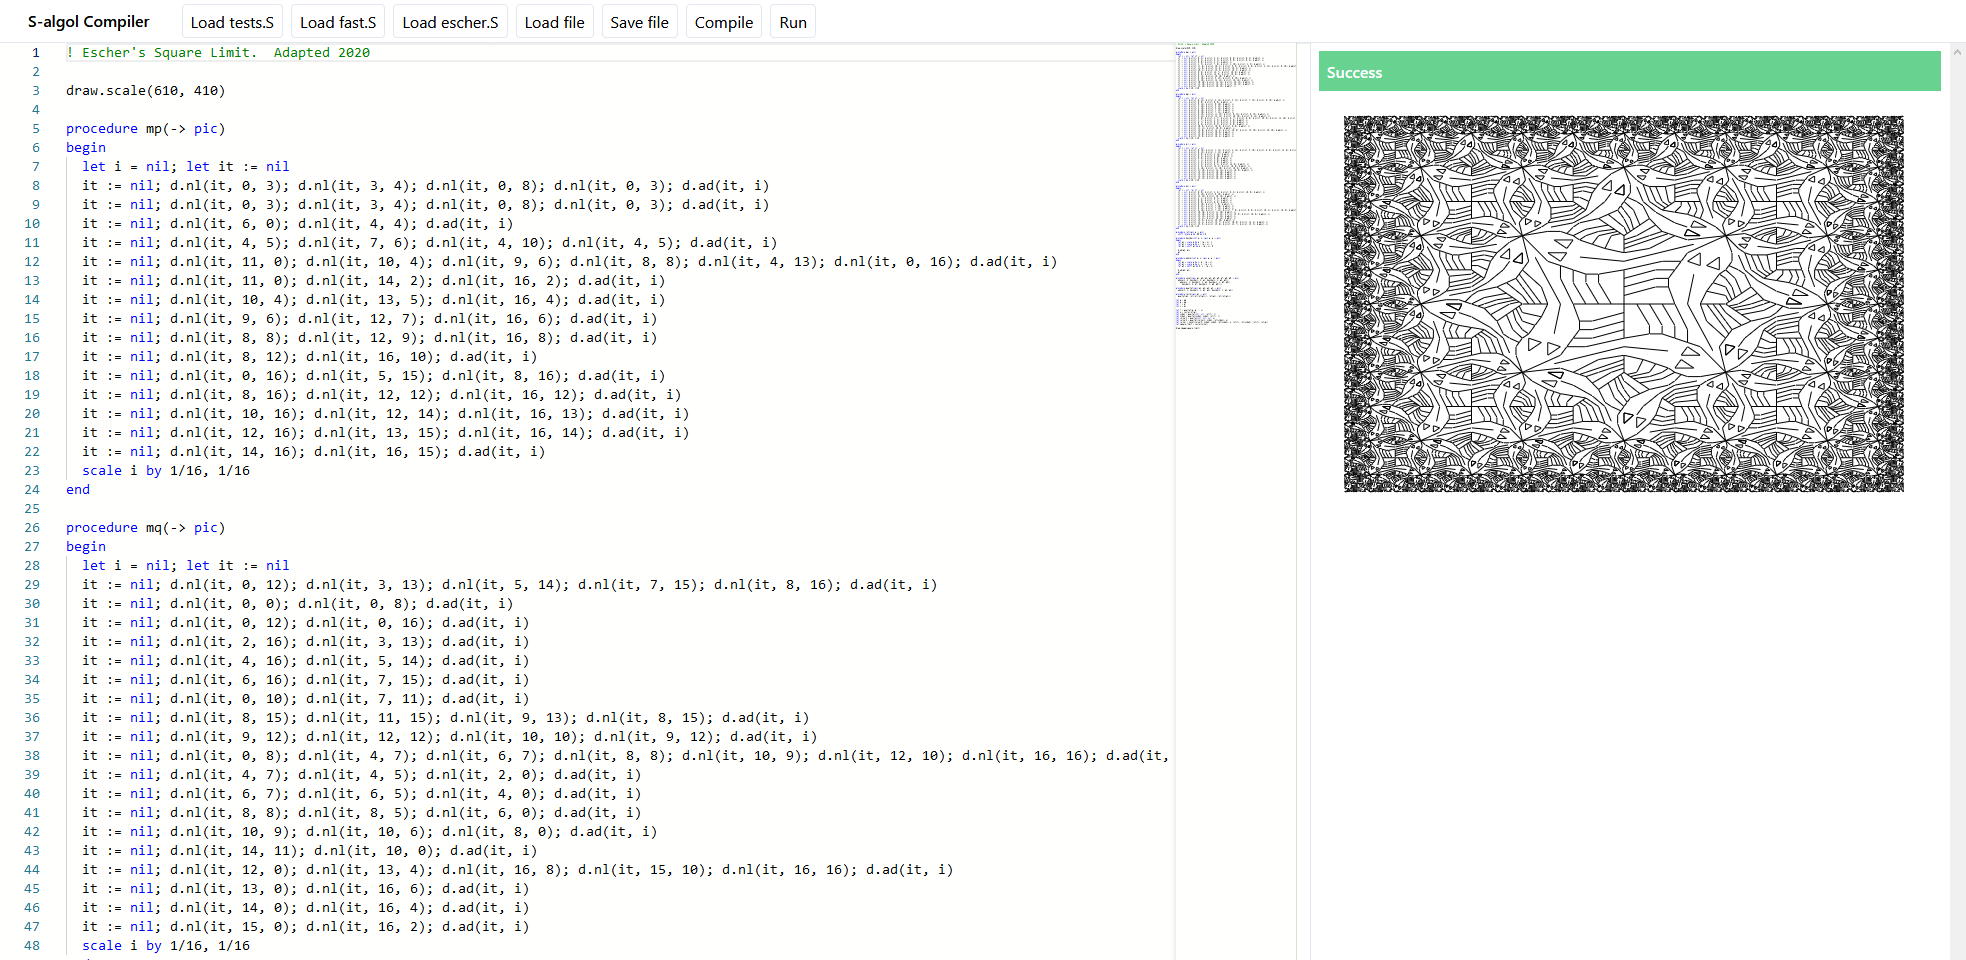 S-algol Compiler Load tests.S Load fast.S Load escher.S Load file Save file Compile Run
1 ! Escher's Square Limit.  Adapted 2020
2
3 draw.scale(610, 410)
4
5 procedure mp(-> pic)
6 begin
7 let i = nil; let it := nil
8 it := nil; d.nl(it, 0, 3); d.nl(it, 3, 4); d.nl(it, 0, 8); d.nl(it, 0, 3); d.ad(it, i)
9 it := nil; d.nl(it, 0, 3); d.nl(it, 3, 4); d.nl(it, 0, 8); d.nl(it, 0, 3); d.ad(it, i)
10 it := nil; d.nl(it, 6, 0); d.nl(it, 4, 4); d.ad(it, i)
11 it := nil; d.nl(it, 4, 5); d.nl(it, 7, 6); d.nl(it, 4, 10); d.nl(it, 4, 5); d.ad(it, i)
12 it := nil; d.nl(it, 11, 0); d.nl(it, 10, 4); d.nl(it, 9, 6); d.nl(it, 8, 8); d.nl(it, 4, 13); d.nl(it, 0, 16); d.ad(it, i)
13 it := nil; d.nl(it, 11, 0); d.nl(it, 14, 2); d.nl(it, 16, 2); d.ad(it, i)
14 it := nil; d.nl(it, 10, 4); d.nl(it, 13, 5); d.nl(it, 16, 4); d.ad(it, i)
15 it := nil; d.nl(it, 9, 6); d.nl(it, 12, 7); d.nl(it, 16, 6); d.ad(it, i)
16 it := nil; d.nl(it, 8, 8); d.nl(it, 12, 9); d.nl(it, 16, 8); d.ad(it, i)
17 it := nil; d.nl(it, 8, 12); d.nl(it, 16, 10); d.ad(it, i)
18 it := nil; d.nl(it, 0, 16); d.nl(it, 5, 15); d.nl(it, 8, 16); d.ad(it, i)
19 it := nil; d.nl(it, 8, 16); d.nl(it, 12, 12); d.nl(it, 16, 12); d.ad(it, i)
20 it := nil; d.nl(it, 10, 16); d.nl(it, 12, 14); d.nl(it, 16, 13); d.ad(it, i)
21 it := nil; d.nl(it, 12, 16); d.nl(it, 13, 15); d.nl(it, 16, 14); d.ad(it, i)
22 it := nil; d.nl(it, 14, 16); d.nl(it, 16, 15); d.ad(it, i)
23 scale i by 1/16, 1/16
24 end
25
26 procedure mq(-> pic)
27 begin
28 let i = nil; let it := nil
29 it := nil; d.nl(it, 0, 12); d.nl(it, 3, 13); d.nl(it, 5, 14); d.nl(it, 7, 15); d.nl(it, 8, 16); d.ad(it, i)
30 it := nil; d.nl(it, 0, 0); d.nl(it, 0, 8); d.ad(it, i)
31 it := nil; d.nl(it, 0, 12); d.nl(it, 0, 16); d.ad(it, i)
32 it := nil; d.nl(it, 2, 16); d.nl(it, 3, 13); d.ad(it, i)
33 it := nil; d.nl(it, 4, 16); d.nl(it, 5, 14); d.ad(it, i)
34 it := nil; d.nl(it, 6, 16); d.nl(it, 7, 15); d.ad(it, i)
35 it := nil; d.nl(it, 0, 10); d.nl(it, 7, 11); d.ad(it, i)
36 it := nil; d.nl(it, 8, 15); d.nl(it, 11, 15); d.nl(it, 9, 13); d.nl(it, 8, 15); d.ad(it, i)
37 it := nil; d.nl(it, 9, 12); d.nl(it, 12, 12); d.nl(it, 10, 10); d.nl(it, 9, 12); d.ad(it, i)
38 it := nil; d.nl(it, 0, 8); d.nl(it, 4, 7); d.nl(it, 6, 7); d.nl(it, 8, 8); d.nl(it, 10, 9); d.nl(it, 12, 10); d.nl(it, 16, 16); d.ad(it,
39 it := nil; d.nl(it, 4, 7); d.nl(it, 4, 5); d.nl(it, 2, 0); d.ad(it, i)
40 it := nil; d.nl(it, 6, 7); d.nl(it, 6, 5); d.nl(it, 4, 0); d.ad(it, i)
41 it := nil; d.nl(it, 8, 8); d.nl(it, 8, 5); d.nl(it, 6, 0); d.ad(it, i)
42 it := nil; d.nl(it, 10, 9); d.nl(it, 10, 6); d.nl(it, 8, 0); d.ad(it, i)
43 it := nil; d.nl(it, 14, 11); d.nl(it, 10, 0); d.ad(it, i)
44 it := nil; d.nl(it, 12, 0); d.nl(it, 13, 4); d.nl(it, 16, 8); d.nl(it, 15, 10); d.nl(it, 16, 16); d.ad(it, i)
45 it := nil; d.nl(it, 13, 0); d.nl(it, 16, 6); d.ad(it, i)
46 it := nil; d.nl(it, 14, 0); d.nl(it, 16, 4); d.ad(it, i)
47 it := nil; d.nl(it, 15, 0); d.nl(it, 16, 2); d.ad(it, i)
48 scale i by 1/16, 1/16
Success